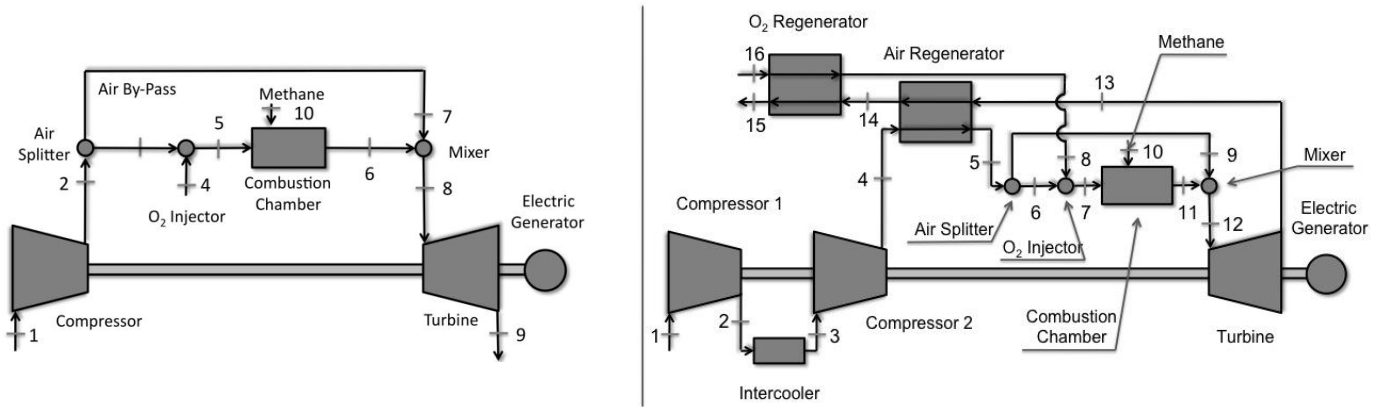 Air By-Pass
Methane
10
7
Air
Splitter
5
Mixer
2
4
6
8
O₂ Injector
Combustion
Chamber
Electric
Generator
Compressor
Turbine
1
9
O₂ Regenerator
16
Air Regenerator
Methane
13
15
14
5
8
10
9
Mixer
4
6
7
11
12
Compressor 1
Air Splitter
O₂ Injector
Electric
Generator
2
1
3
Compressor 2
Combustion
Chamber
Turbine
Intercooler